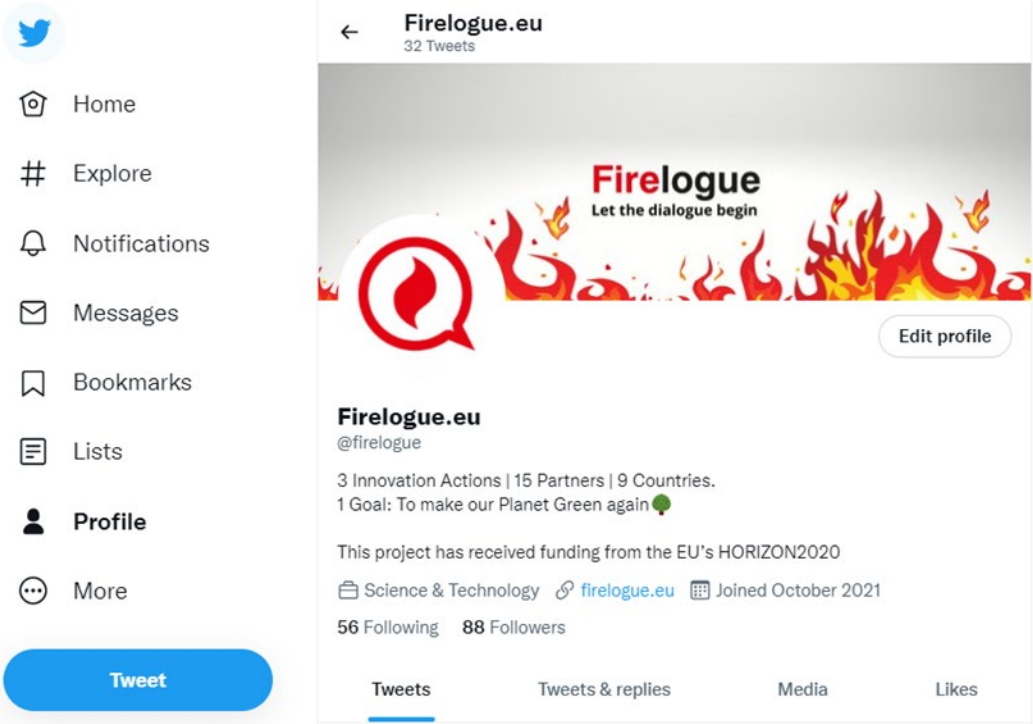 Firelogue.eu
32 Tweets
Home
Explore
Notifications
Messages
Bookmarks
Lists
Profile
More
Tweet
Firelogue
Let the dialogue begin
Edit profile
Firelogue.eu
@firelogue
3 Innovation Actions | 15 Partners | 9 Countries.
1 Goal: To make our Planet Green again🌳
This project has received funding from the EU's HORIZON2020
Science & Technology firelogue.eu Joined October 2021
56 Following 88 Followers
Tweets Tweets & replies Media Likes